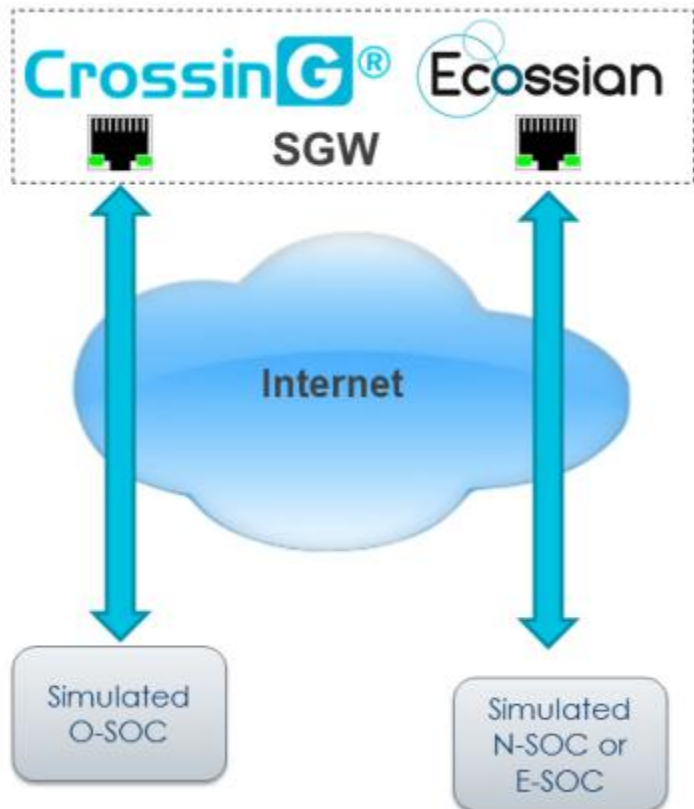 CrossinG® Ecossian
SGW
Internet
Simulated
O-SOC
Simulated
N-SOC or
E-SOC